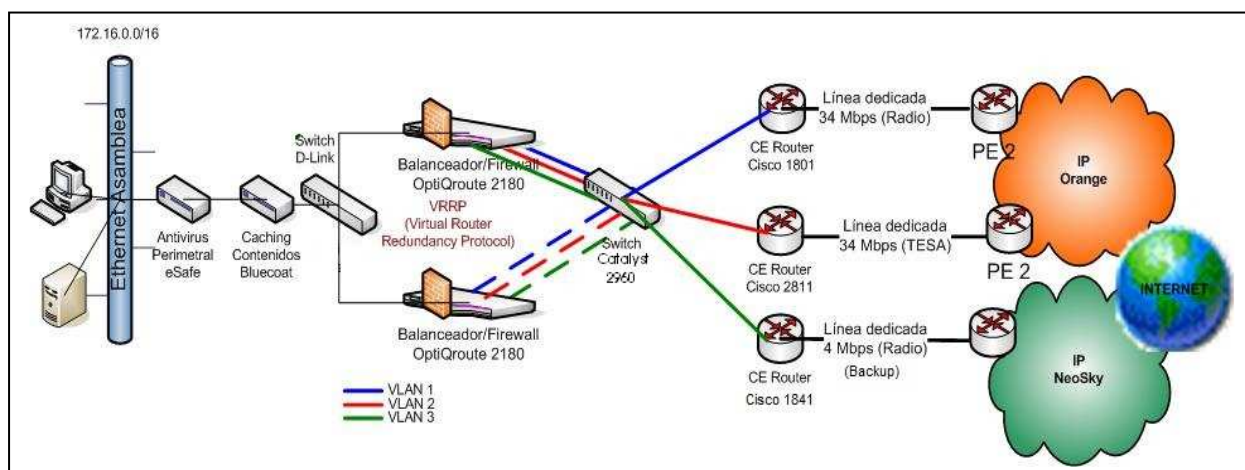 172.16.0.0/16
Ethernet Asamblea
Antivirus
Perimetral
eSafe
Caching
Contenidos
Bluecoat
Switch
D-Link
Balanceador/Firewall
OptiQroute 2180
VRRP
(Virtual Router
Redundancy Protocol)
Balanceador/Firewall
OptiQroute 2180
VLAN 1
VLAN 2
VLAN 3
Switch
Catalyst
2960
CE Router
Cisco 1801
Línea dedicada
34 Mbps (Radio)
PE 2
IP
Orange
CE Router
Cisco 2811
Línea dedicada
34 Mbps (TESA)
PE 2
INTERNET
CE Router
Cisco 1841
Línea dedicada
4 Mbps (Radio)
(Backup)
IP
NeoSky